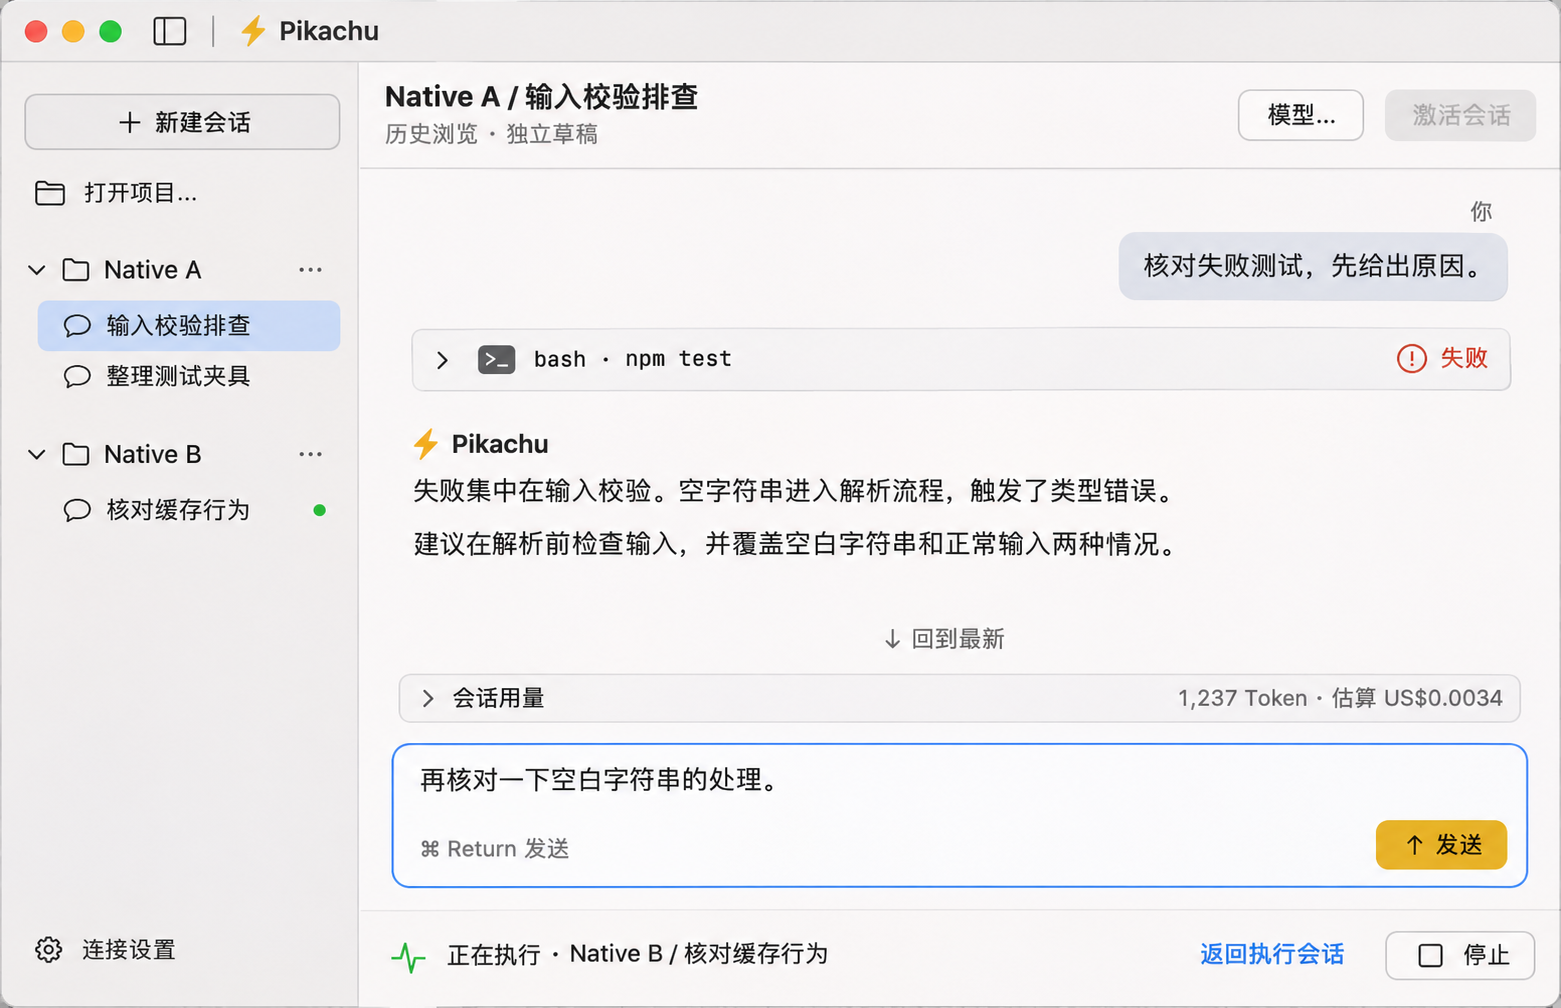 Pikachu
新建会话
打开项目...
Native A ...
输入校验排查
整理测试夹具
Native B ...
核对缓存行为
连接设置
Native A / 输入校验排查
历史浏览 · 独立草稿
模型...
激活会话
你
核对失败测试，先给出原因。
>_ bash · npm test
失败
Pikachu
失败集中在输入校验。空字符串进入解析流程，触发了类型错误。
建议在解析前检查输入，并覆盖空白字符串和正常输入两种情况。
↓ 回到最新
会话用量
1,237 Token · 估算 US$0.0034
再核对一下空白字符串的处理。
⌘ Return 发送
↑ 发送
正在执行 · Native B / 核对缓存行为
返回执行会话
停止